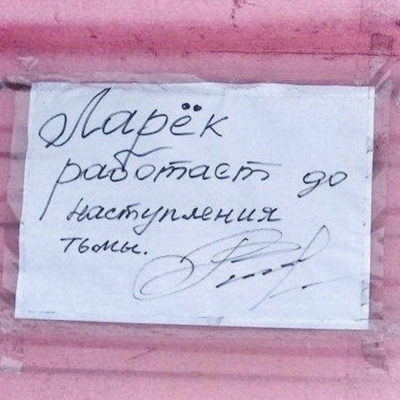 Ларёк
работает до
наступления
тьмы.